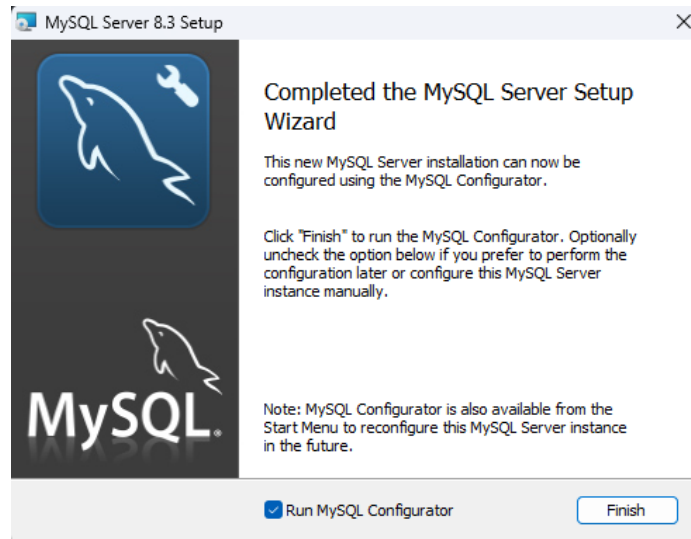 MySQL Server 8.3 Setup
Completed the MySQL Server Setup
Wizard
This new MySQL Server installation can now be
configured using the MySQL Configurator.
Click "Finish" to run the MySQL Configurator. Optionally
uncheck the option below if you prefer to perform the
configuration later or configure this MySQL Server
instance manually.
MySQL.
Note: MySQL Configurator is also available from the
Start Menu to reconfigure this MySQL Server instance
in the future.
Run MySQL Configurator
Finish